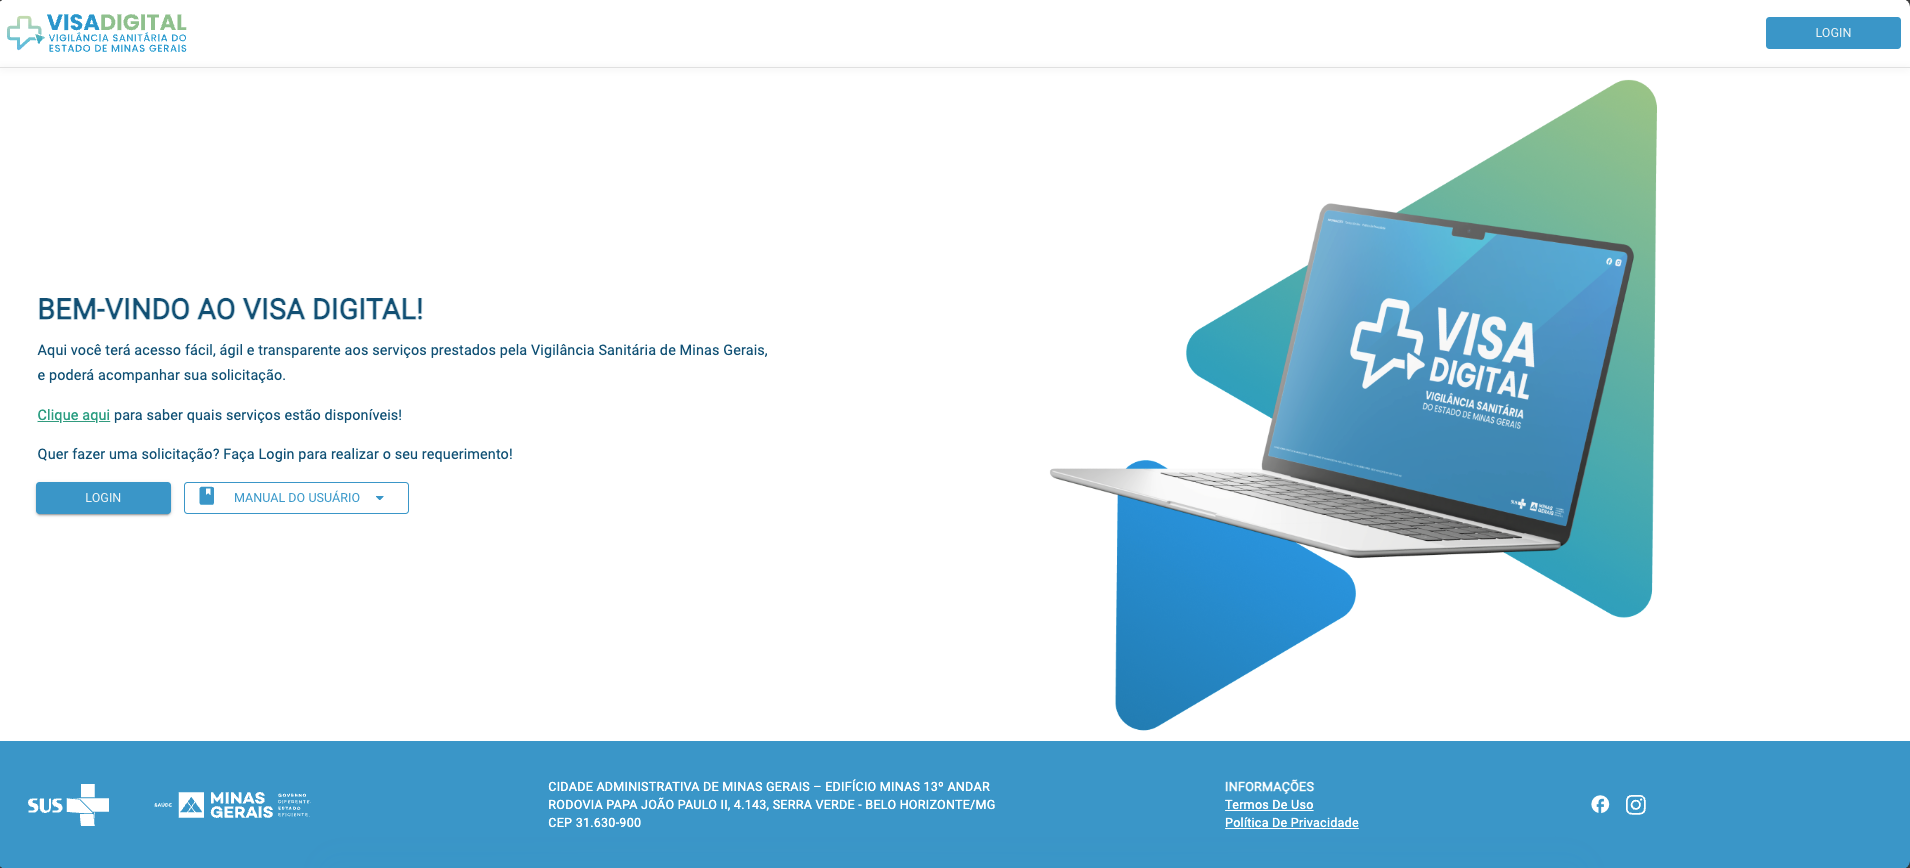 VISADIGITAL
VIGILÂNCIA SANITÁRIA DO
ESTADO DE MINAS GERAIS
LOGIN
BEM-VINDO AO VISA DIGITAL!
Aqui você terá acesso fácil, ágil e transparente aos serviços prestados pela Vigilância Sanitária de Minas Gerais,
e poderá acompanhar sua solicitação.
Clique aqui para saber quais serviços estão disponíveis!
Quer fazer uma solicitação? Faça Login para realizar o seu requerimento!
LOGIN
MANUAL DO USUÁRIO
VISA
DIGITAL
VIGILÂNCIA SANITÁRIA
DO ESTADO DE MINAS GERAIS
SUS
MINAS
GERAIS
SUS
SAÚDE
MINAS
GERAIS
GOVERNO
DIFERENTE.
ESTADO
EFICIENTE.
CIDADE ADMINISTRATIVA DE MINAS GERAIS – EDIFÍCIO MINAS 13º ANDAR
RODOVIA PAPA JOÃO PAULO II, 4.143, SERRA VERDE - BELO HORIZONTE/MG
CEP 31.630-900
INFORMAÇÕES
Termos De Uso
Política De Privacidade